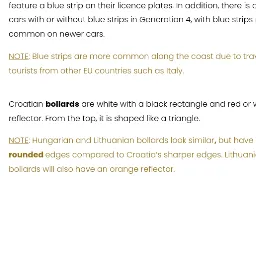 feature a blue strip on their licence plates. In addition, there is a
cars with or without blue strips in Generation 4, with blue strips
common on newer cars.
NOTE: Blue strips are more common along the coast due to
tourists from other EU countries such as Italy.
Croatian bollards are white with a black rectangle and red or
reflector. From the top, it is shaped like a triangle.
NOTE: Hungarian and Lithuanian bollards look similar, but have
rounded edges compared to Croatia's sharper edges.
bollards will also have an orange reflector.